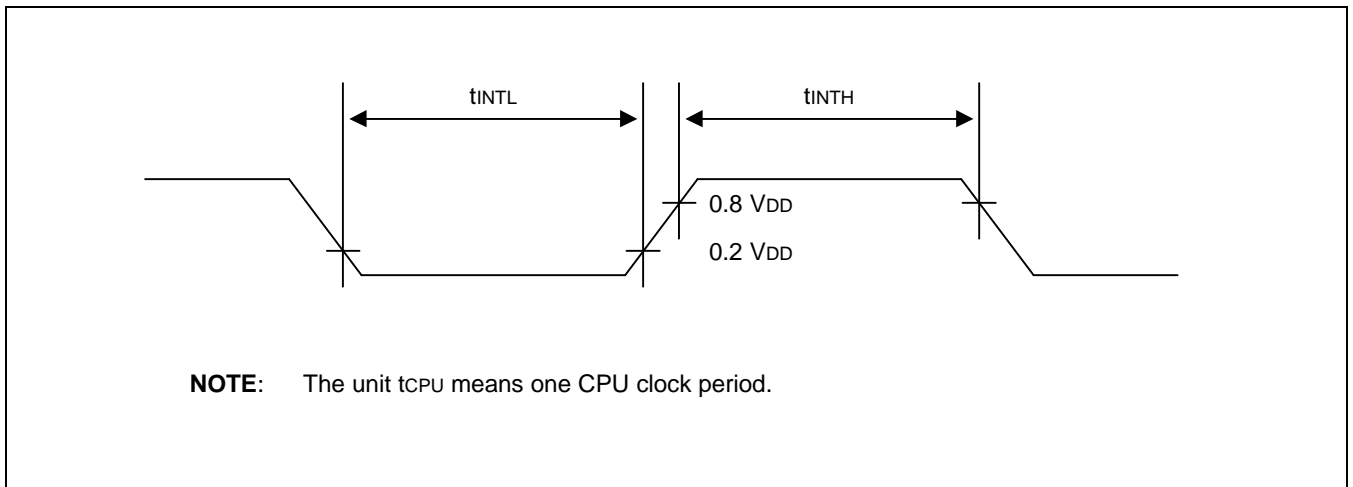 tINTL
tINTH
0.8 VDD
0.2 VDD
NOTE: The unit tCPU means one CPU clock period.